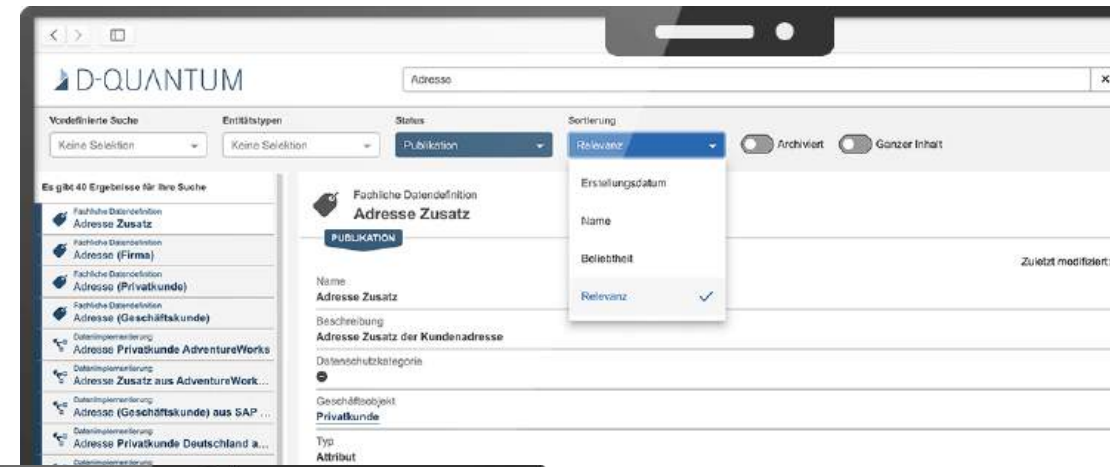 D-QUANTUM
Adresse
Vordefinierte Suche
Entitätstypen
Status
Sortierung
Keine Selektion
Keine Selektion
Publikation
Relevanz
Archiviert
Ganzer Inhalt
Es gibt 40 Ergebnisse für Ihre Suche
Fachliche Datendefinition
Adresse Zusatz
Fachliche Datendefinition
Adresse (Firma)
Fachliche Datendefinition
Adresse (Privatkunde)
Fachliche Datendefinition
Adresse (Geschäftskunde)
Datenimplementierung
Adresse Privatkunde AdventureWorks
Datenimplementierung
Adresse Zusatz aus AdventureWork...
Datenimplementierung
Adresse (Geschäftskunde) aus SAP ...
Datenimplementierung
Adresse Privatkunde Deutschland a...
Datenimplementierung
Fachliche Datendefinition
Adresse Zusatz
PUBLIKATION
Erstellungsdatum
Name
Beliebtheit
Relevanz
Zuletzt modifiziert:
Name
Adresse Zusatz
Beschreibung
Adresse Zusatz der Kundenadresse
Datenschutzkategorie
Geschäftsobjekt
Privatkunde
Typ
Attribut